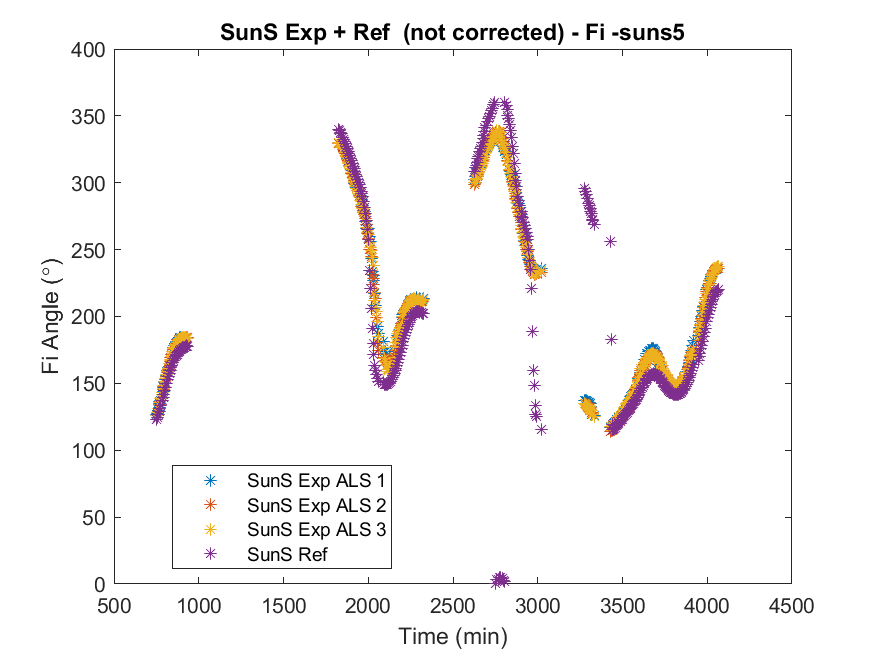 SunS Exp + Ref  (not corrected) - Fi -suns5
Fi Angle (°)
400
350
300
250
200
150
100
50
0
SunS Exp ALS 1
SunS Exp ALS 2
SunS Exp ALS 3
SunS Ref
500 1000 1500 2000 2500 3000 3500 4000 4500
Time (min)